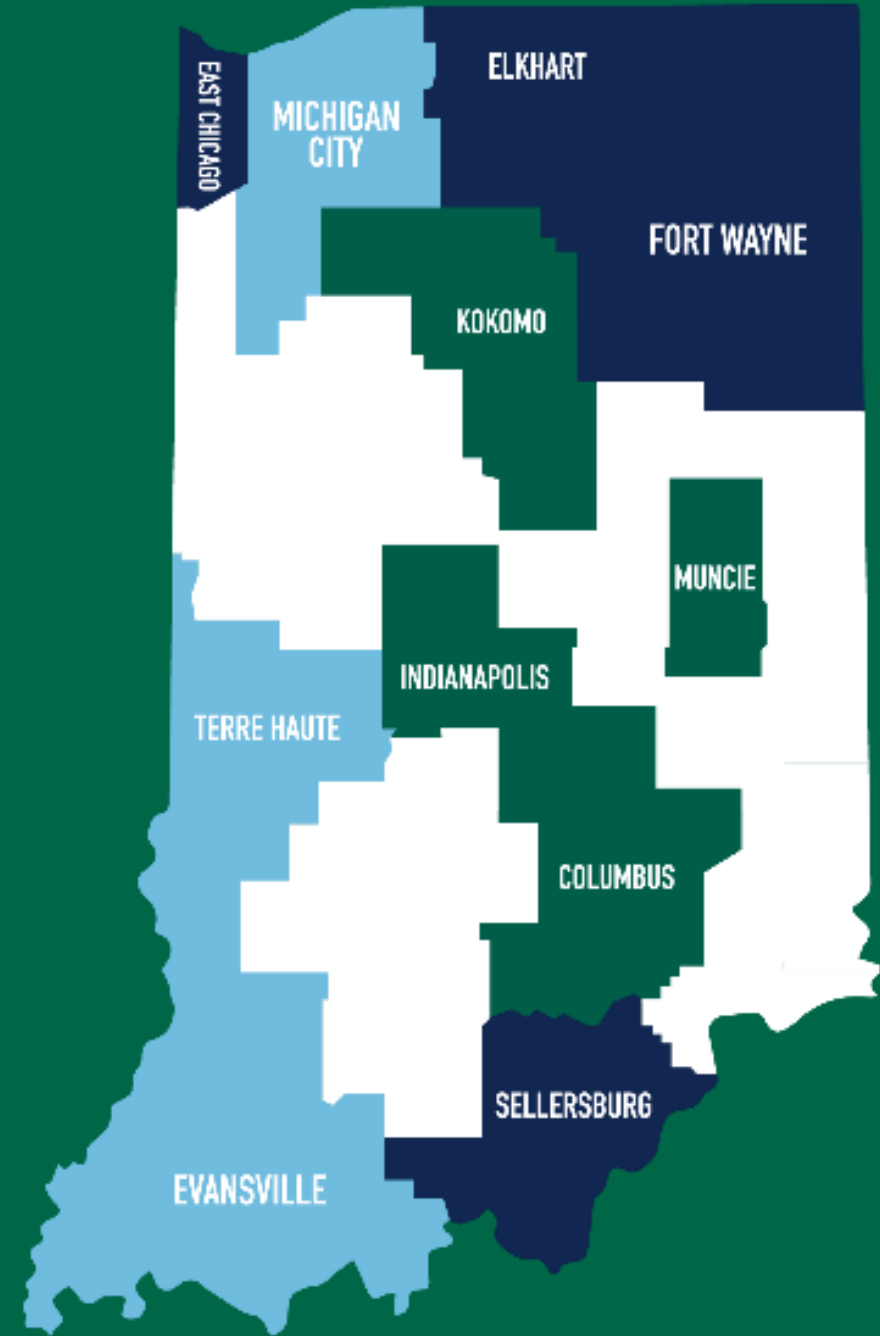 EAST CHICAGO
ELKHART
MICHIGAN
CITY
FORT WAYNE
KOKOMO
MUNCIE
INDIANAPOLIS
TERRE HAUTE
COLUMBUS
SELLERSBURG
EVANSVILLE